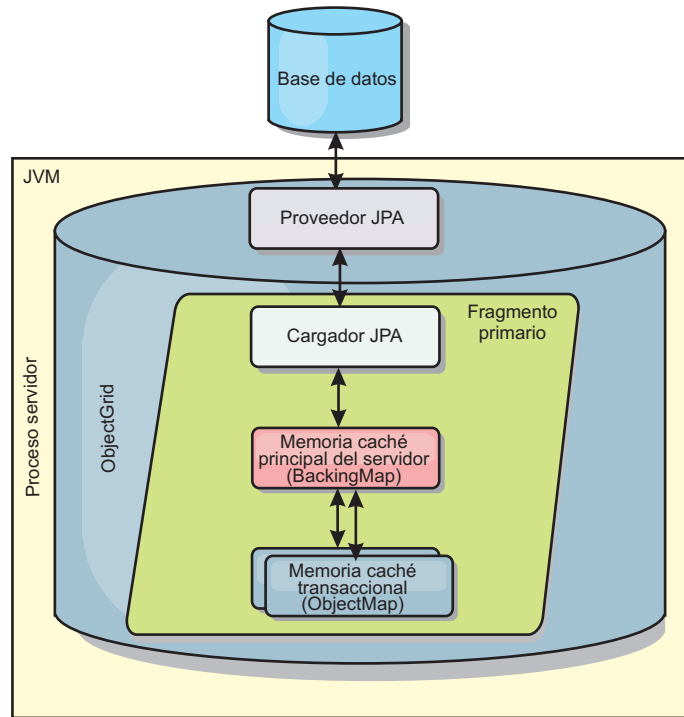 Base de datos
JVM
Proveedor JPA
Fragmento
primario
Cargador JPA
Proceso servidor
ObjectGrid
Memoria caché
principal del servidor
(BackingMap)
Memoria caché
transaccional
(ObjectMap)